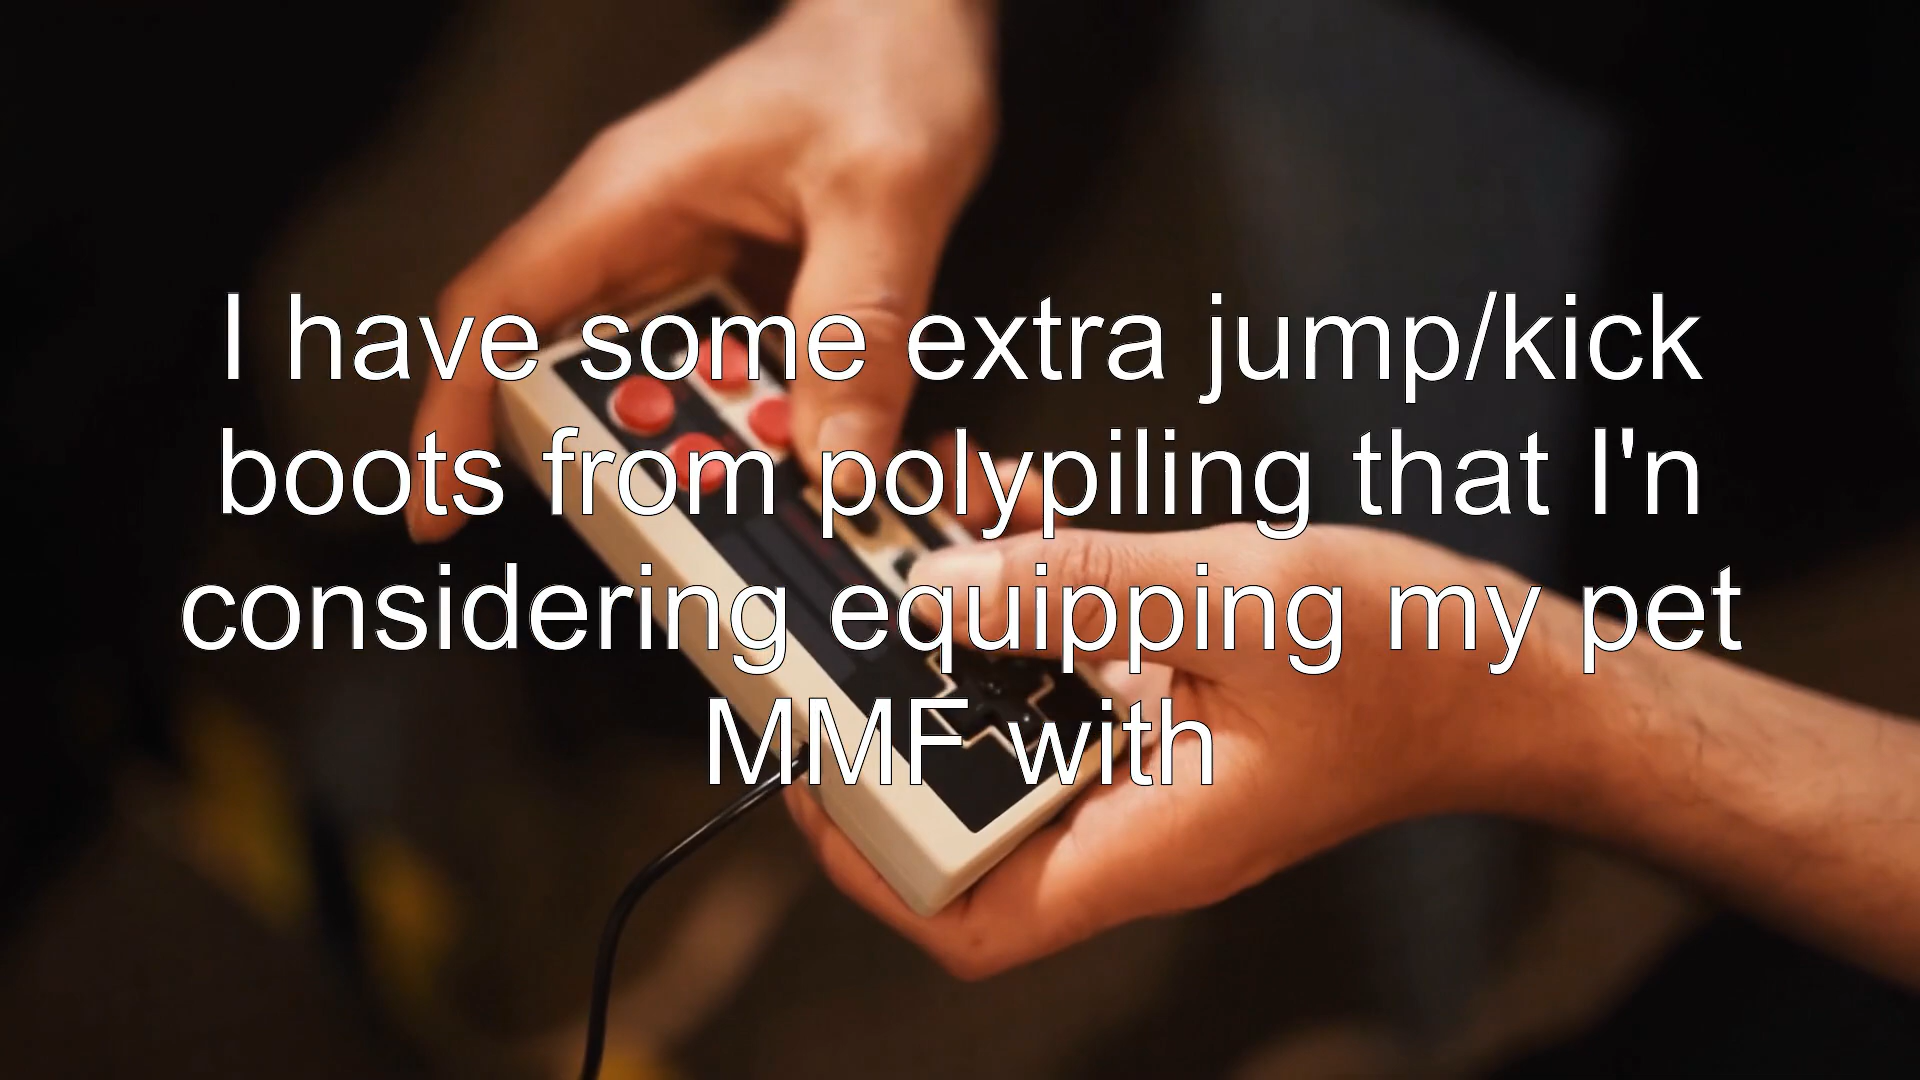 I have some extra jump/kick
boots from polypiling that I'n
considering equipping my pet
MMF with